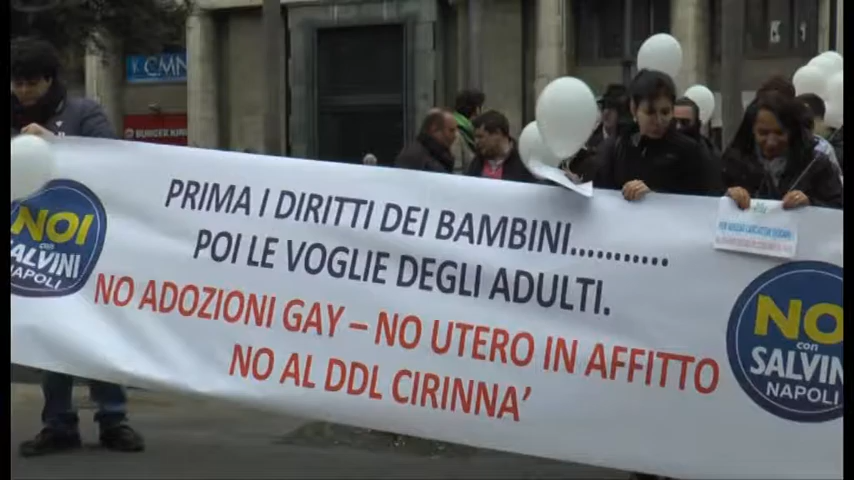 CMN
BURGER KING
PRIMA I DIRITTI DEI BAMBINI...........
POI LE VOGLIE DEGLI ADULTI.
NO ADOZIONI GAY – NO UTERO IN AFFITTO
NO AL DDL CIRINNA’
NOI
con
SALVINI
NAPOLI
NOI
con
SALVINI
NAPOLI